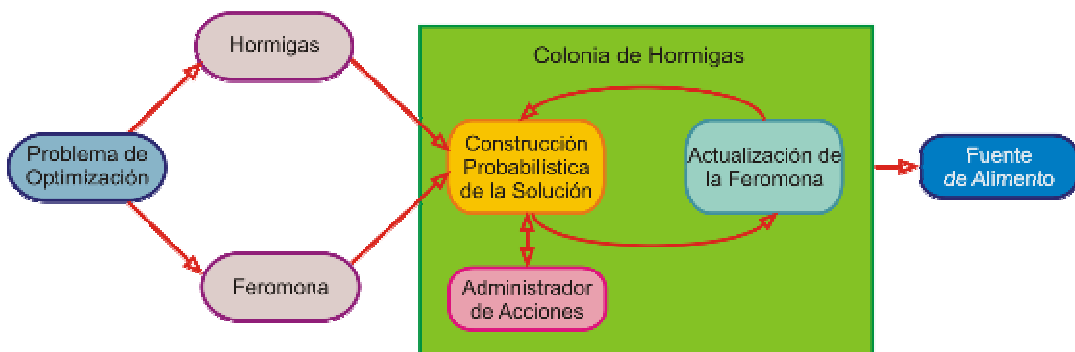 Hormigas
Colonia de Hormigas
Problema de
Optimización
Construcción
Probabilística
de la Solución
Actualización de
la Feromona
Fuente
de Alimento
Feromona
Administrador
de Acciones